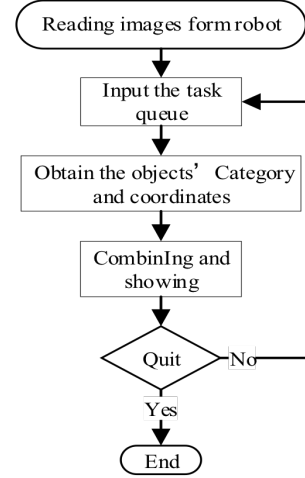 Reading images form robot
Input the task
queue
Obtain the objects’ Category
and coordinates
CombinIng and
showing
Quit
No
Yes
End